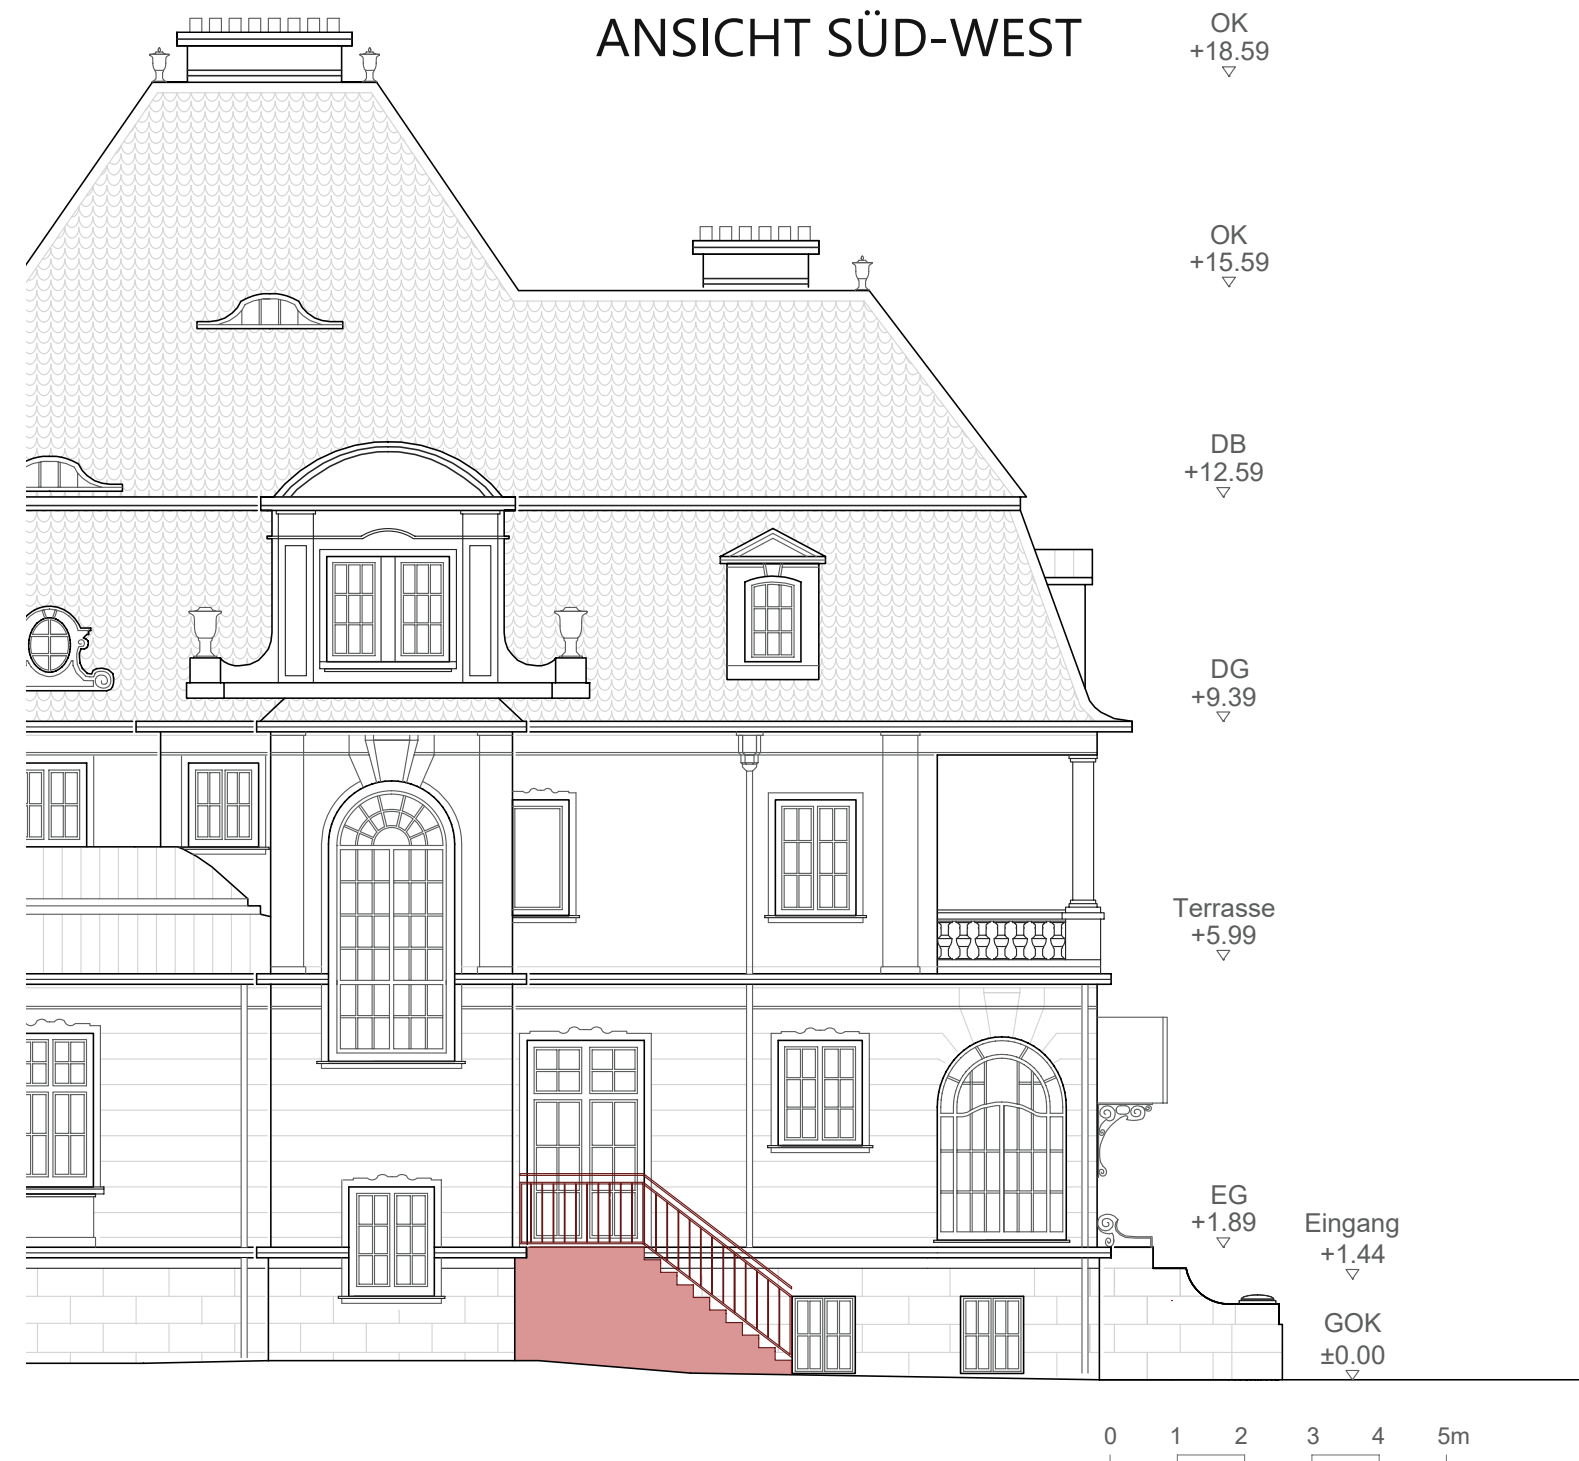 ANSICHT SÜD-WEST
OK
+18.59
OK
+15.59
DB
+12.59
DG
+9.39
Terrasse
+5.99
EG
+1.89
Eingang
+1.44
GOK
±0.00
0 1 2 3 4 5m